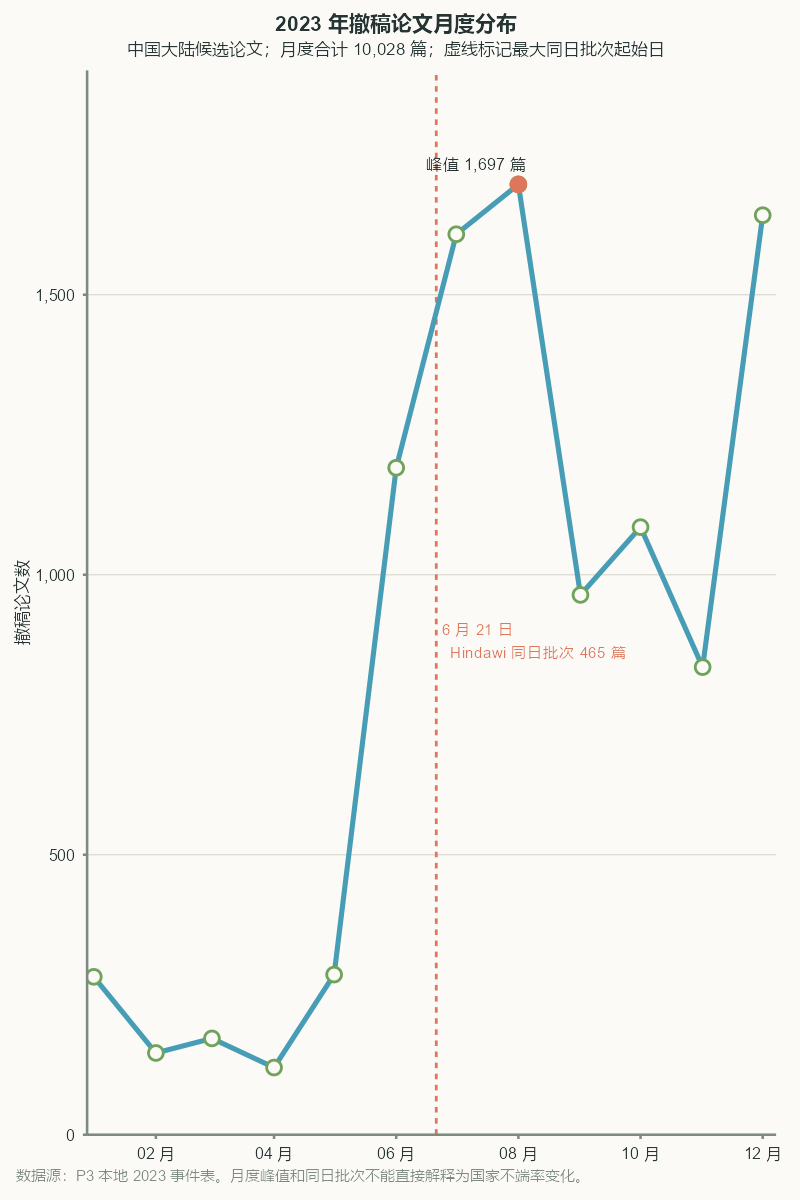 2023 年撤稿论文月度分布
中国大陆候选论文；月度合计 10,028 篇；虚线标记最大同日批次起始日
峰值 1,697 篇
1,500
1,000
500
0
撤稿论文数
6 月 21 日
Hindawi 同日批次 465 篇
02 月
04 月
06 月
08 月
10 月
12 月
数据源：P3 本地 2023 事件表。月度峰值和同日批次不能直接解释为国家不端率变化。